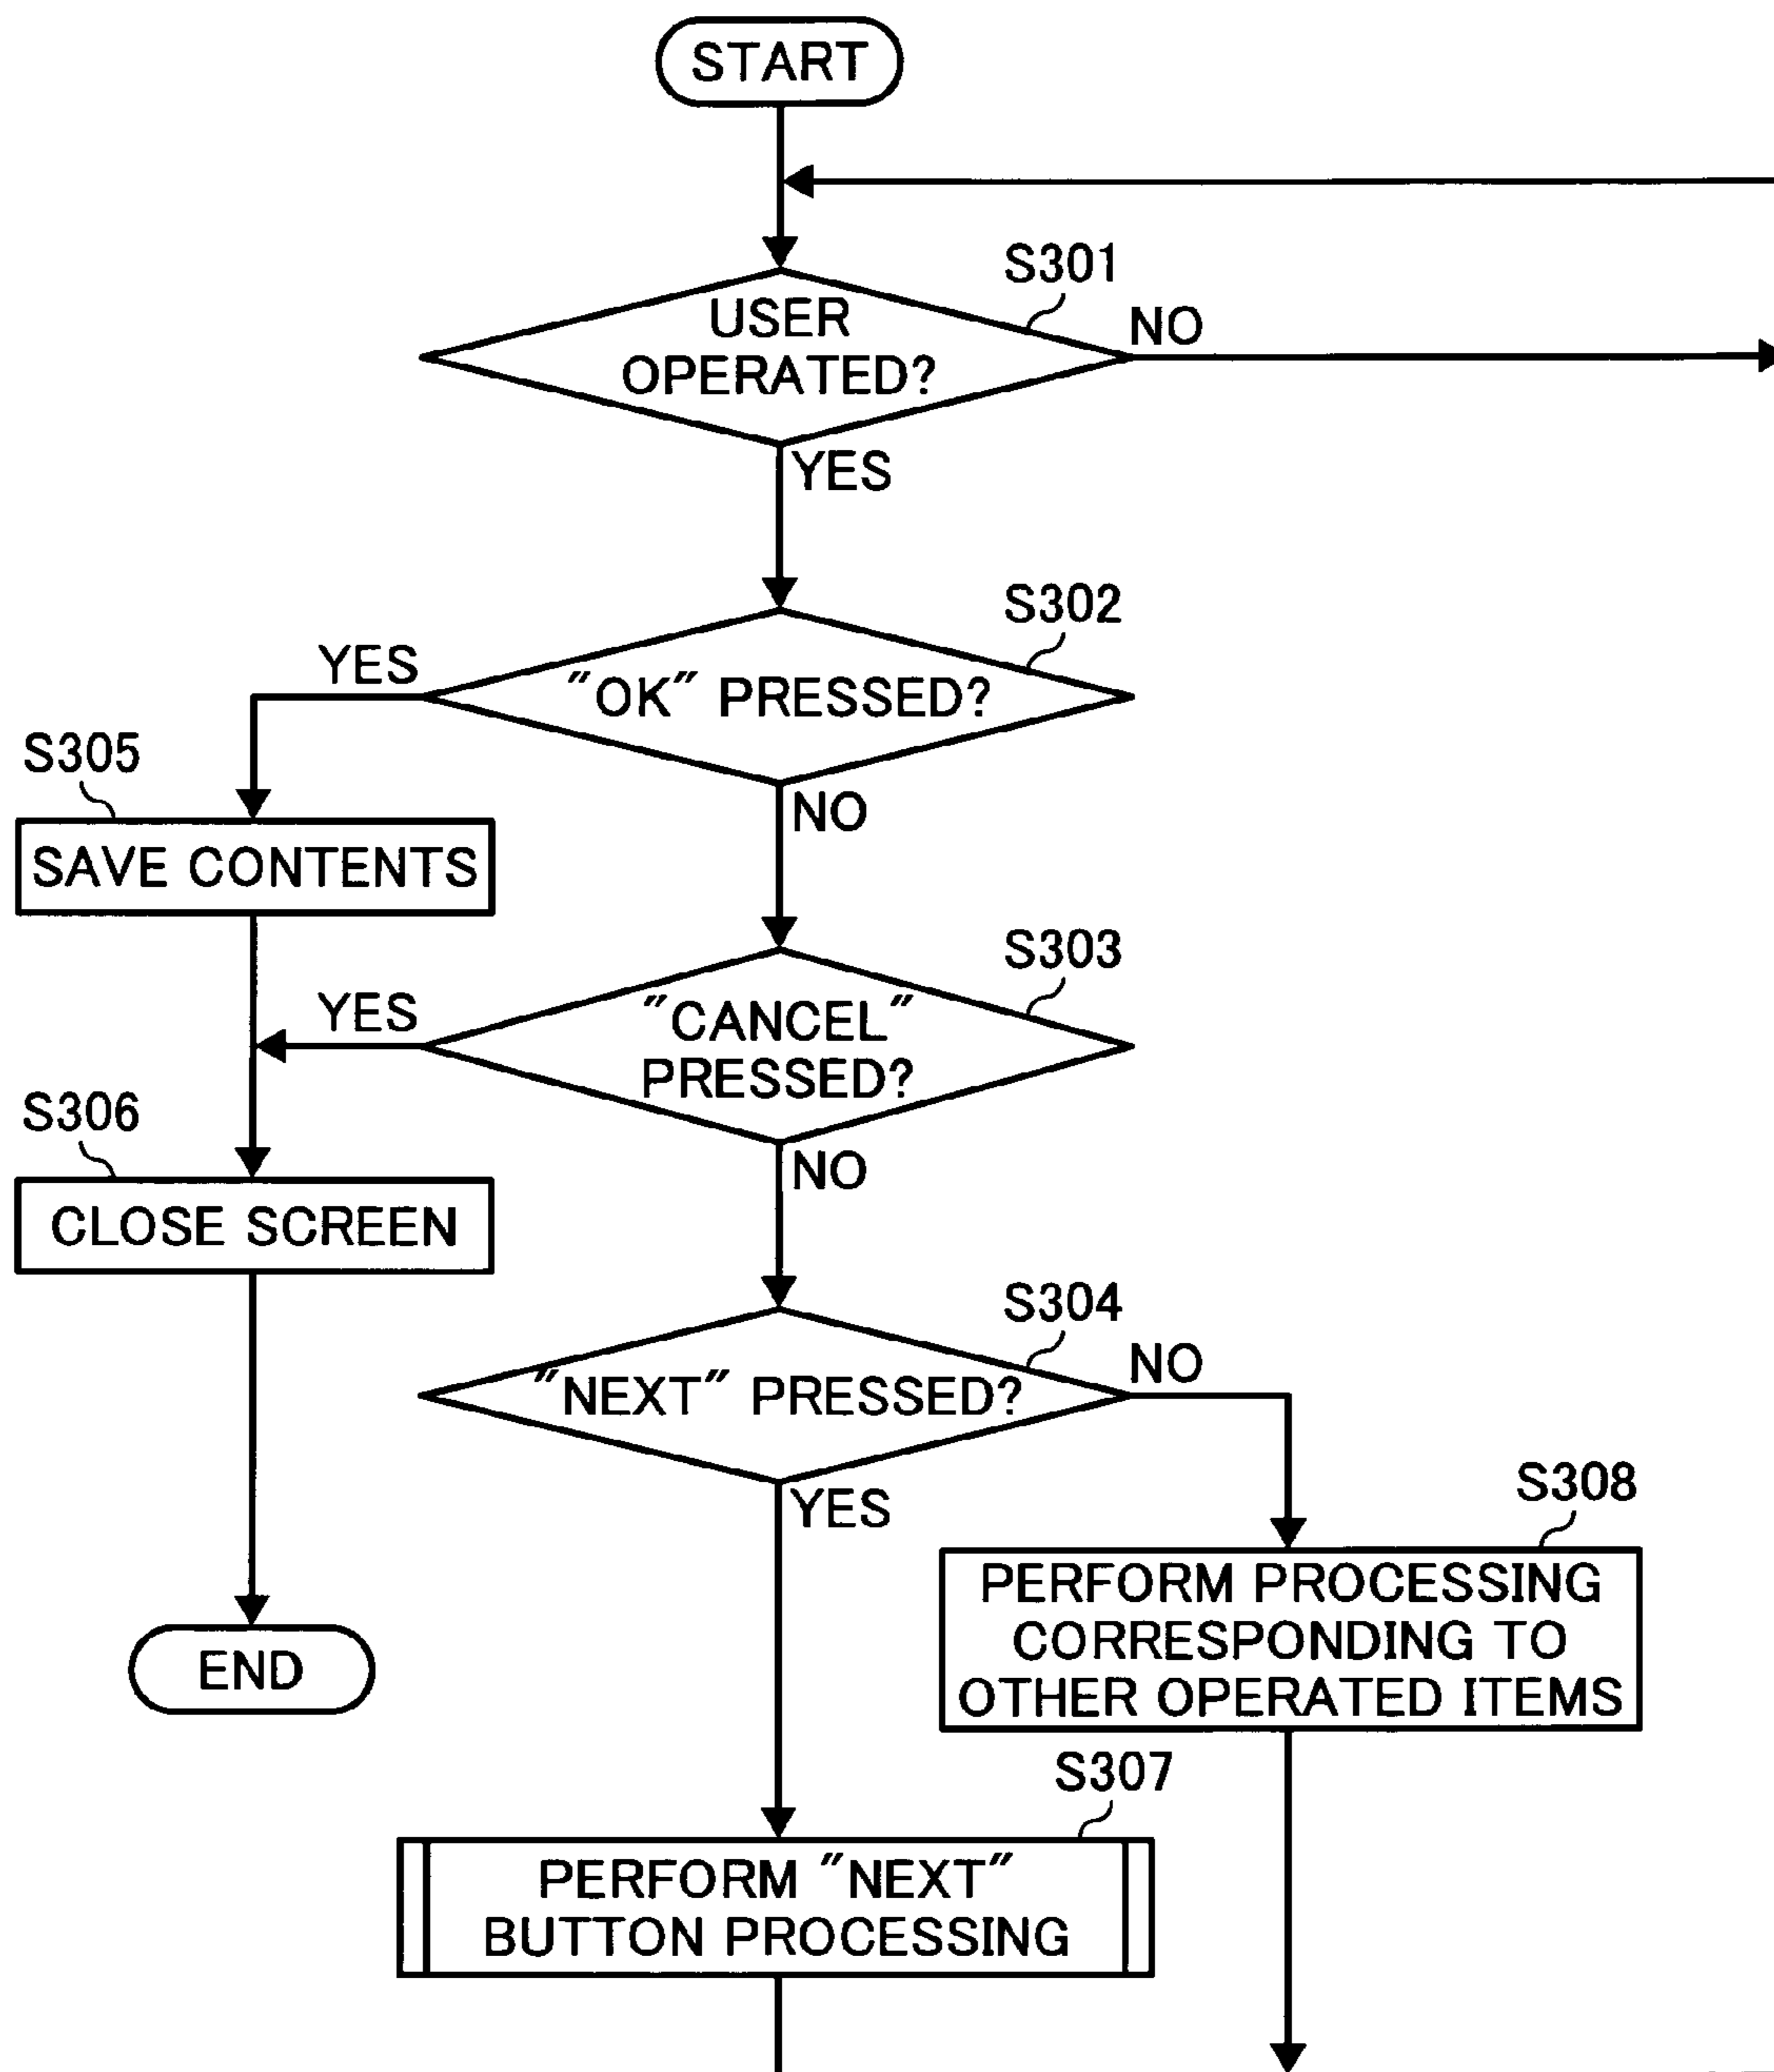 START
S301
USER
OPERATED?
NO
YES
S302
YES
"OK" PRESSED?
S305
NO
SAVE CONTENTS
S303
YES
"CANCEL"
PRESSED?
S306
NO
CLOSE SCREEN
S304
NO
"NEXT" PRESSED?
YES
S308
PERFORM PROCESSING
CORRESPONDING TO
OTHER OPERATED ITEMS
END
S307
PERFORM "NEXT"
BUTTON PROCESSING